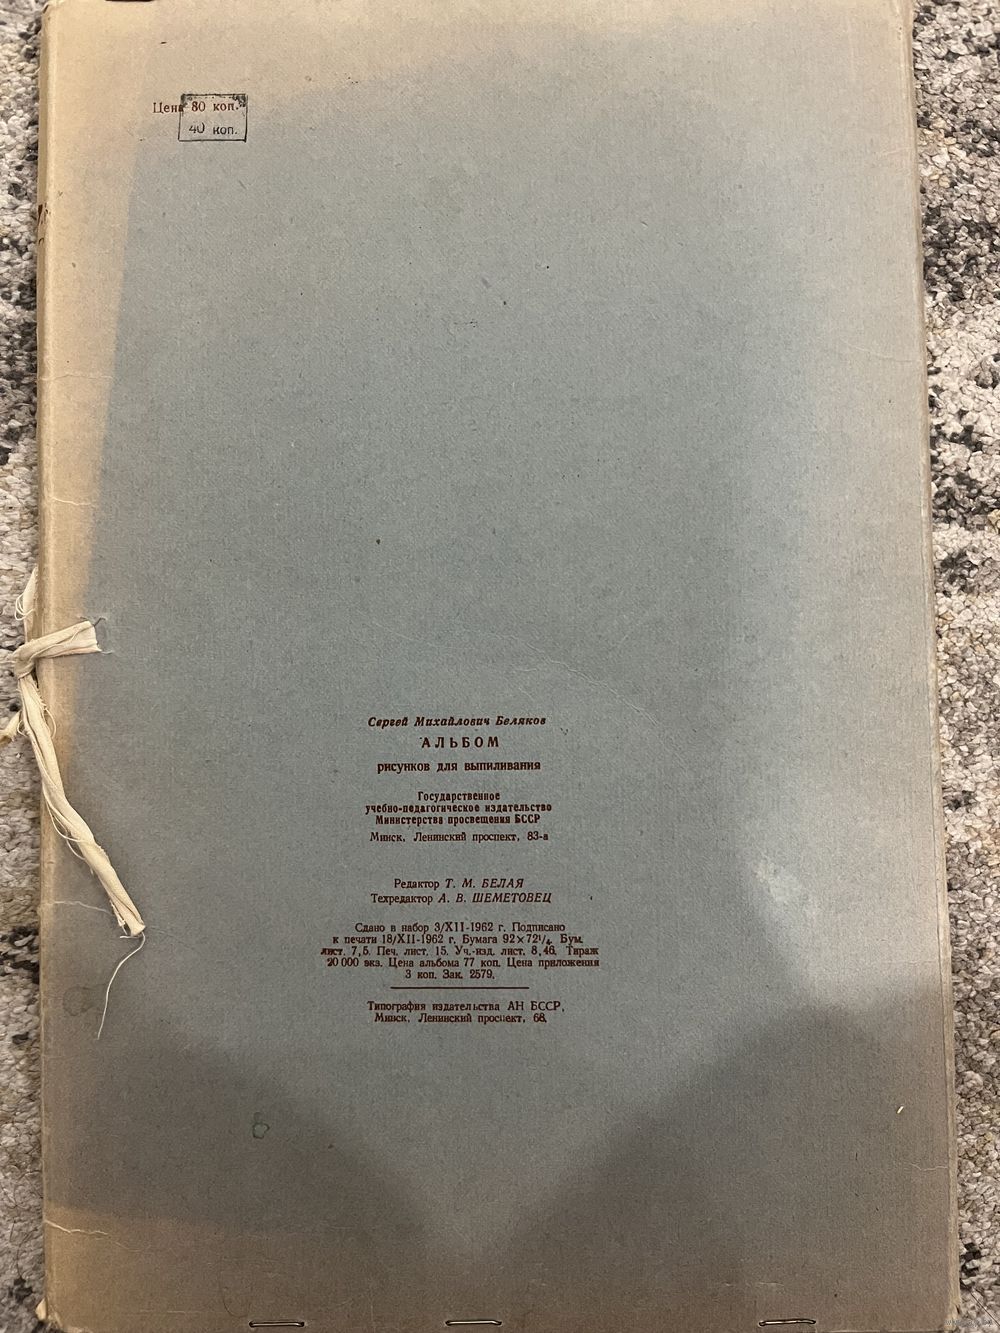 Цена 80 коп.
40 коп.
Сергей Михайлович Беляков
АЛЬБОМ
рисунков для выпиливания
Государственное
учебно-педагогическое издательство
Министерства просвещения БССР
Минск, Ленинский проспект, 83-а
Редактор Т. М. БЕЛАЯ
Техредактор А. В. ШЕМЕТОВЕЦ
Сдано в набор 3/XII-1962 г. Подписано
к печати 18/XII-1962 г. Бумага 92×72¹/₄. Бум.
лист. 7,5. Печ. лист. 15. Уч.-изд. лист. 8,46. Тираж
20 000 экз. Цена альбома 77 коп. Цена приложения
3 коп. Зак. 2579.
Типография издательства АН БССР,
Минск, Ленинский проспект, 68.